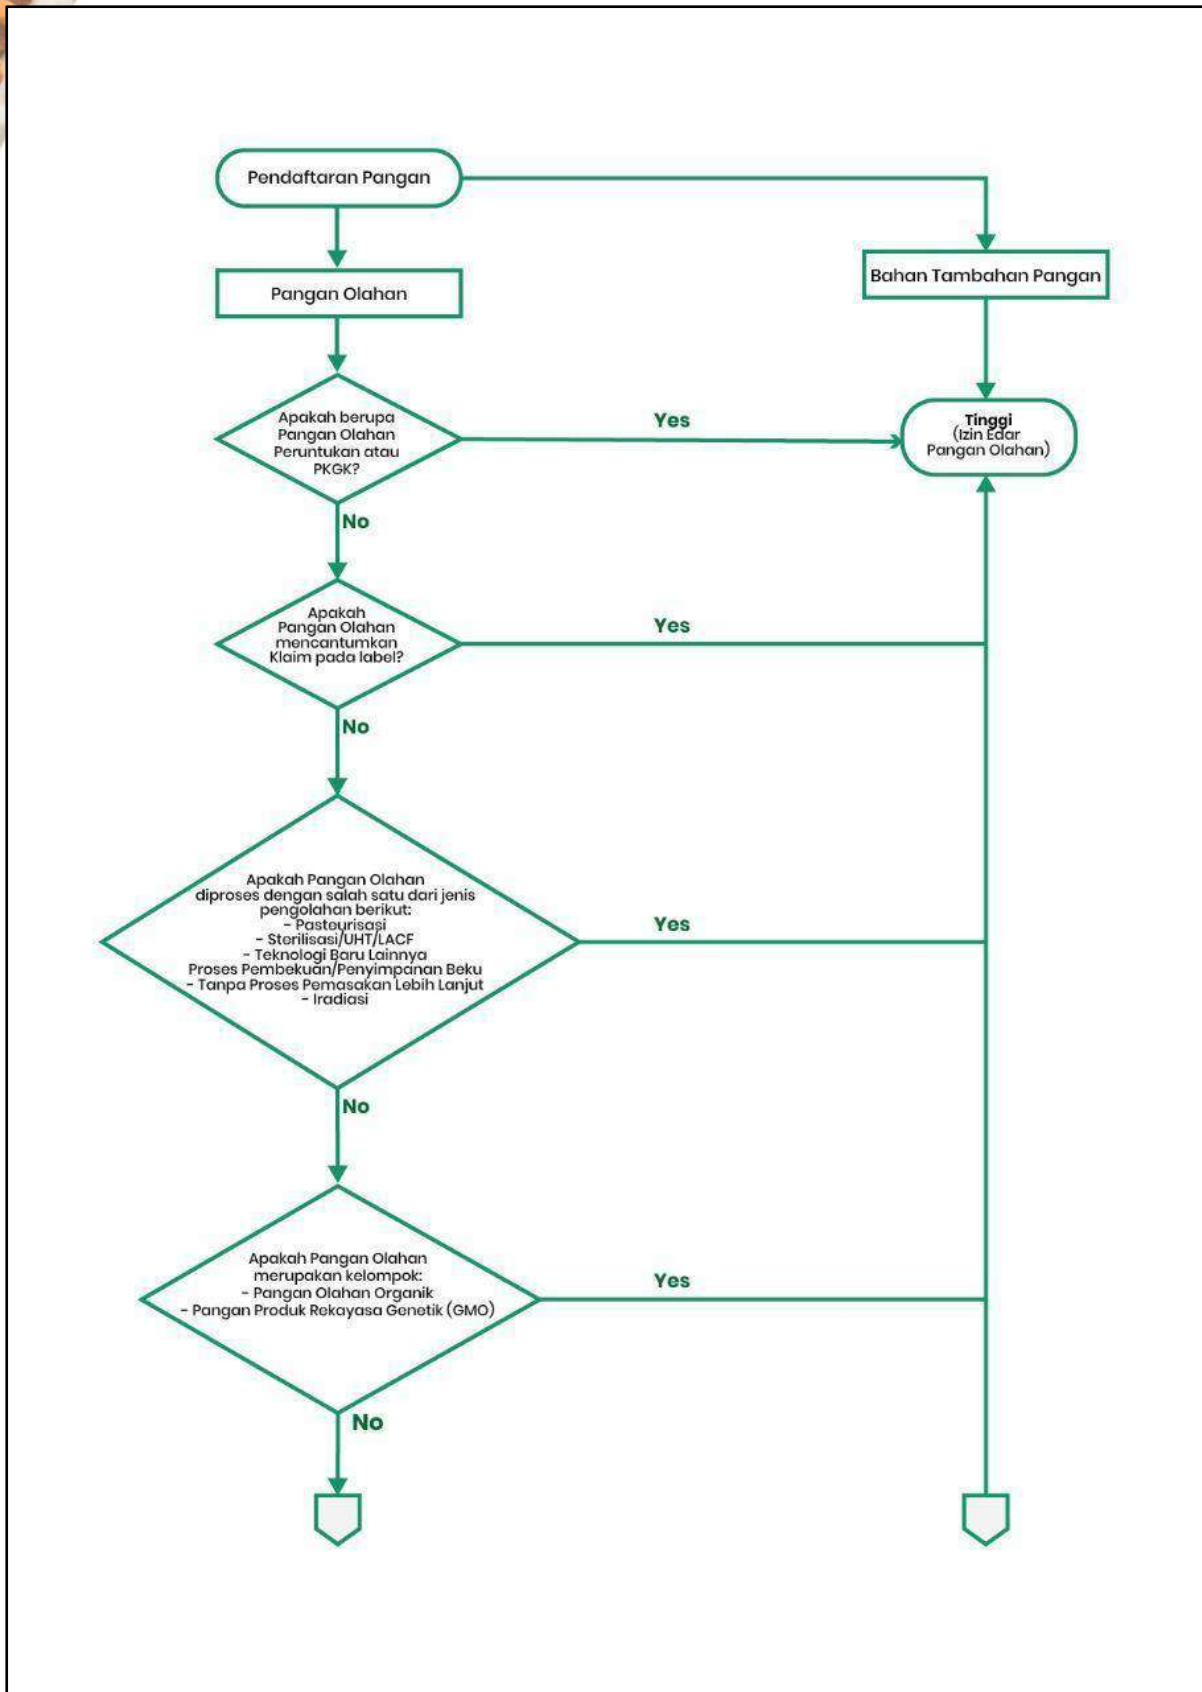 Pendaftaran Pangan
Pangan Olahan
Bahan Tambahan Pangan
Apakah berupa
Pangan Olahan
Peruntukan atau
PKGK?
Yes
Tinggi
(Izin Edar
Pangan Olahan)
No
Apakah
Pangan Olahan
mencantumkan
Klaim pada label?
Yes
No
Apakah Pangan Olahan
diproses dengan salah satu dari jenis
pengolahan berikut:
- Pasteurisasi
- Sterilisasi/UHT/LACF
- Teknologi Baru Lainnya
Proses Pembekuan/Penyimpanan Beku
- Tanpa Proses Pemasakan Lebih Lanjut
- Iradiasi
Yes
No
Apakah Pangan Olahan
merupakan kelompok:
- Pangan Olahan Organik
- Pangan Produk Rekayasa Genetik (GMO)
Yes
No